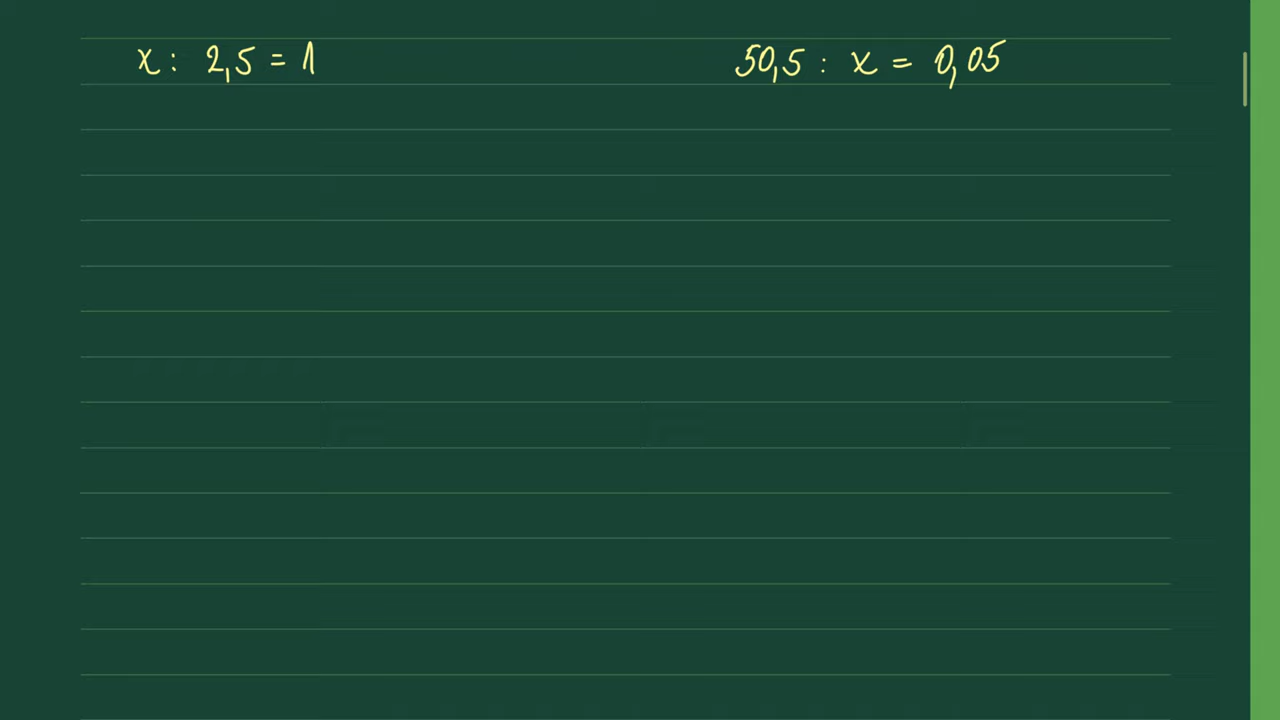 x : 2,5 = 1
50,5 : x = 0,05